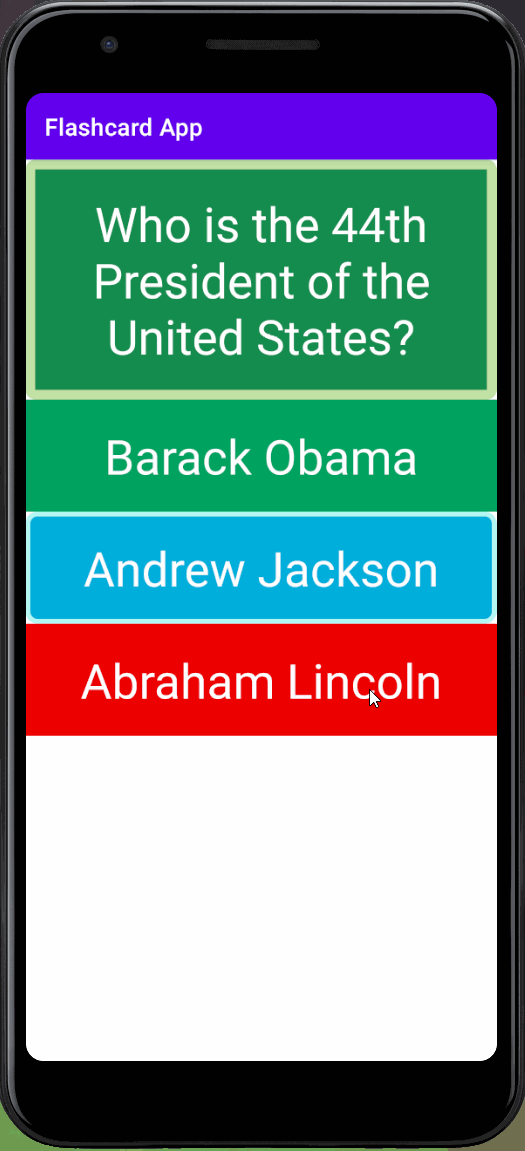 Flashcard App
Who is the 44th
President of the
United States?
Barack Obama
Andrew Jackson
Abraham Lincoln